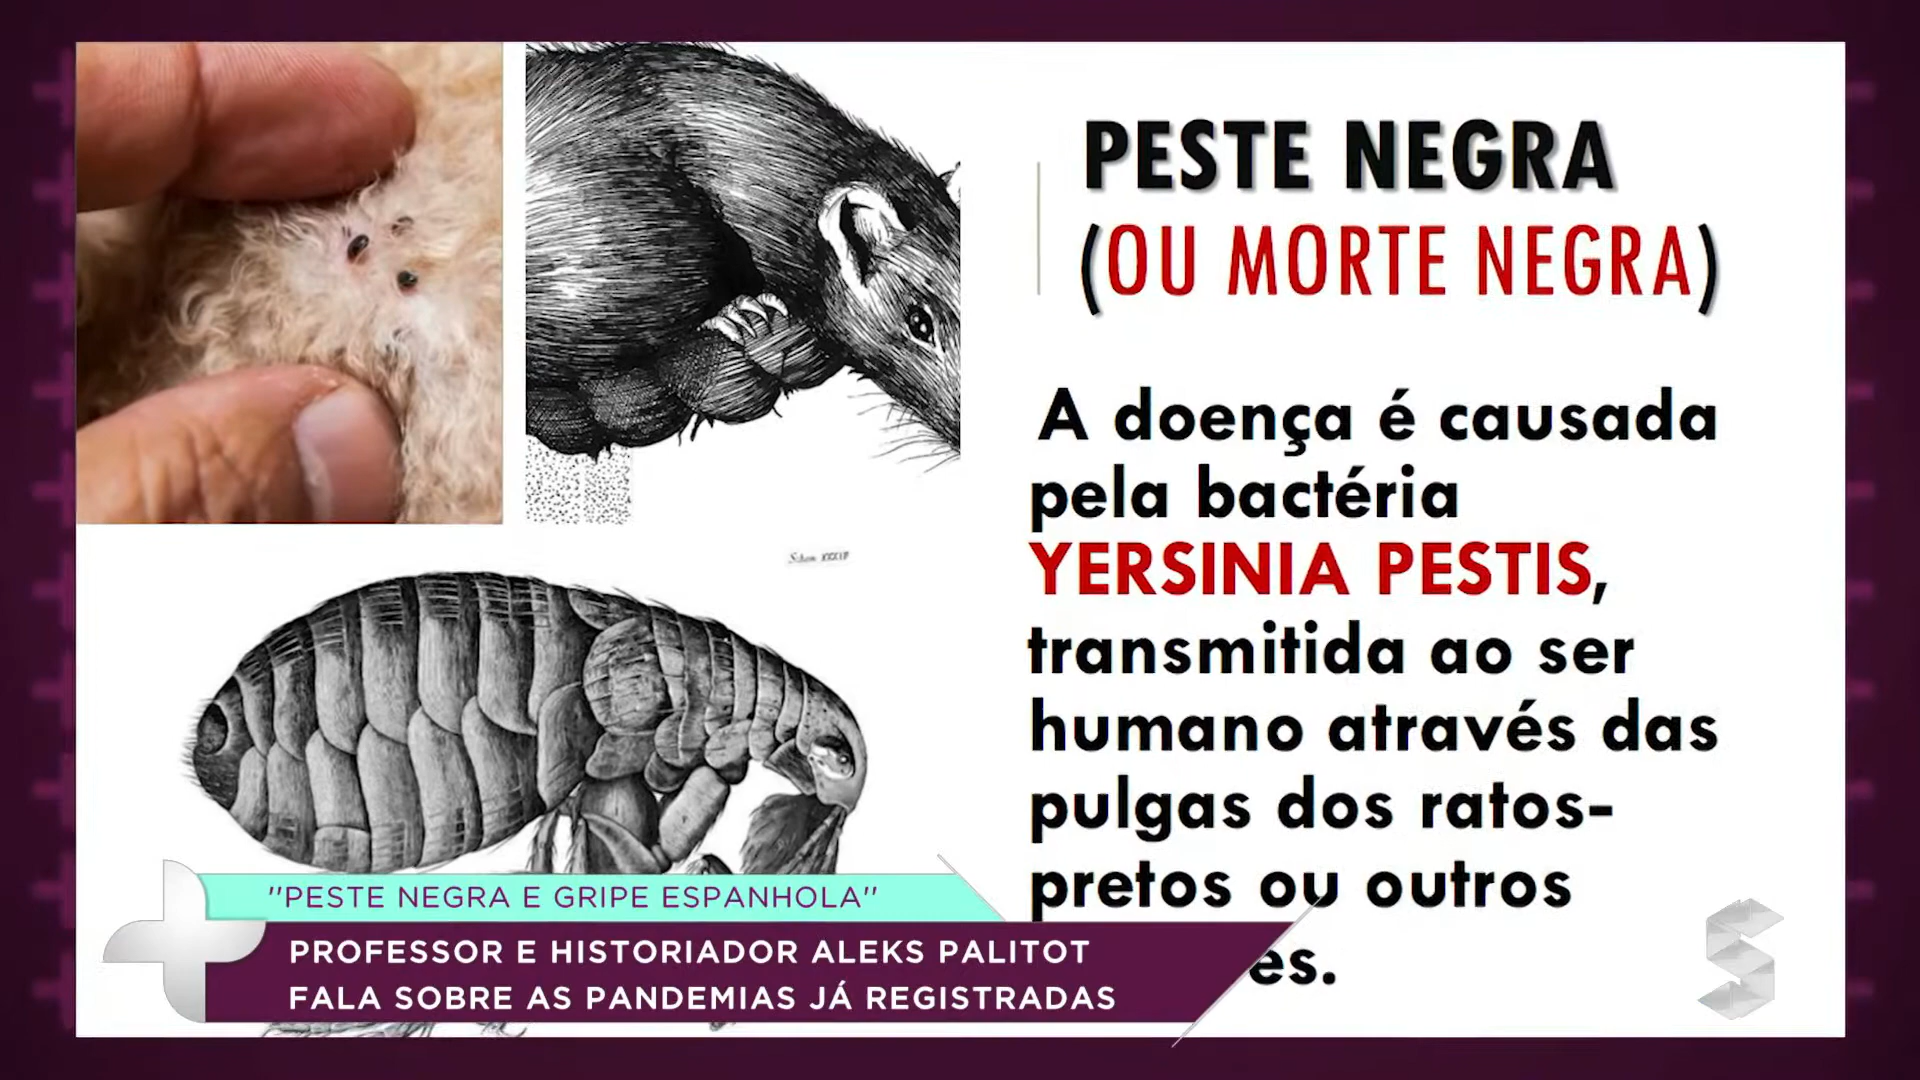 PESTE NEGRA
(OU MORTE NEGRA)
A doença é causada
pela bactéria
YERSINIA PESTIS,
transmitida ao ser
humano através das
pulgas dos ratos-
pretos ou outros
es.
"PESTE NEGRA E GRIPE ESPANHOLA"
PROFESSOR E HISTORIADOR ALEKS PALITOT
FALA SOBRE AS PANDEMIAS JÁ REGISTRADAS